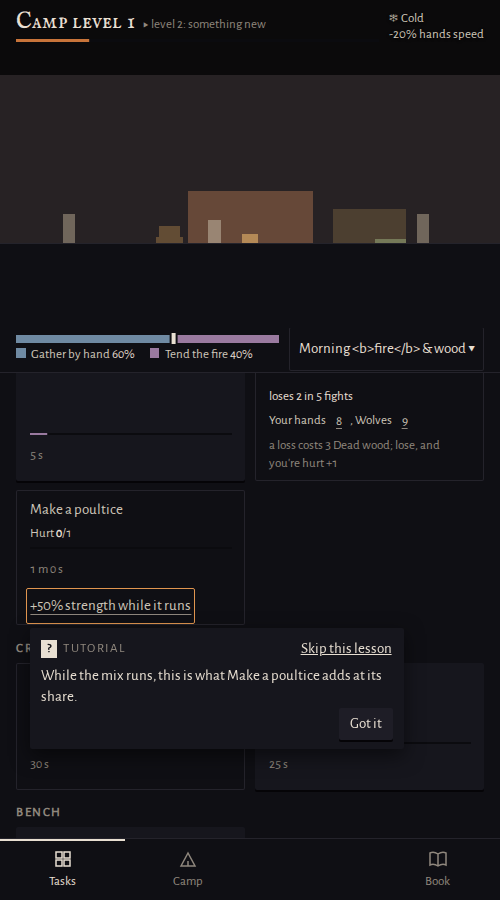 Camp level 1 ▸ level 2: something new
❄ Cold
-20% hands speed
Gather by hand 60% Tend the fire 40%
Morning <b>fire</b> & wood ▾
5 s
loses 2 in 5 fights
Your hands 8 , Wolves 9
a loss costs 3 Dead wood; lose, and
you're hurt +1
Make a poultice
Hurt 0/1
1 m 0 s
+50% strength while it runs
CR
? TUTORIAL Skip this lesson
While the mix runs, this is what Make a poultice adds at its
share.
Got it
30 s
25 s
BENCH
Tasks
Camp
Book